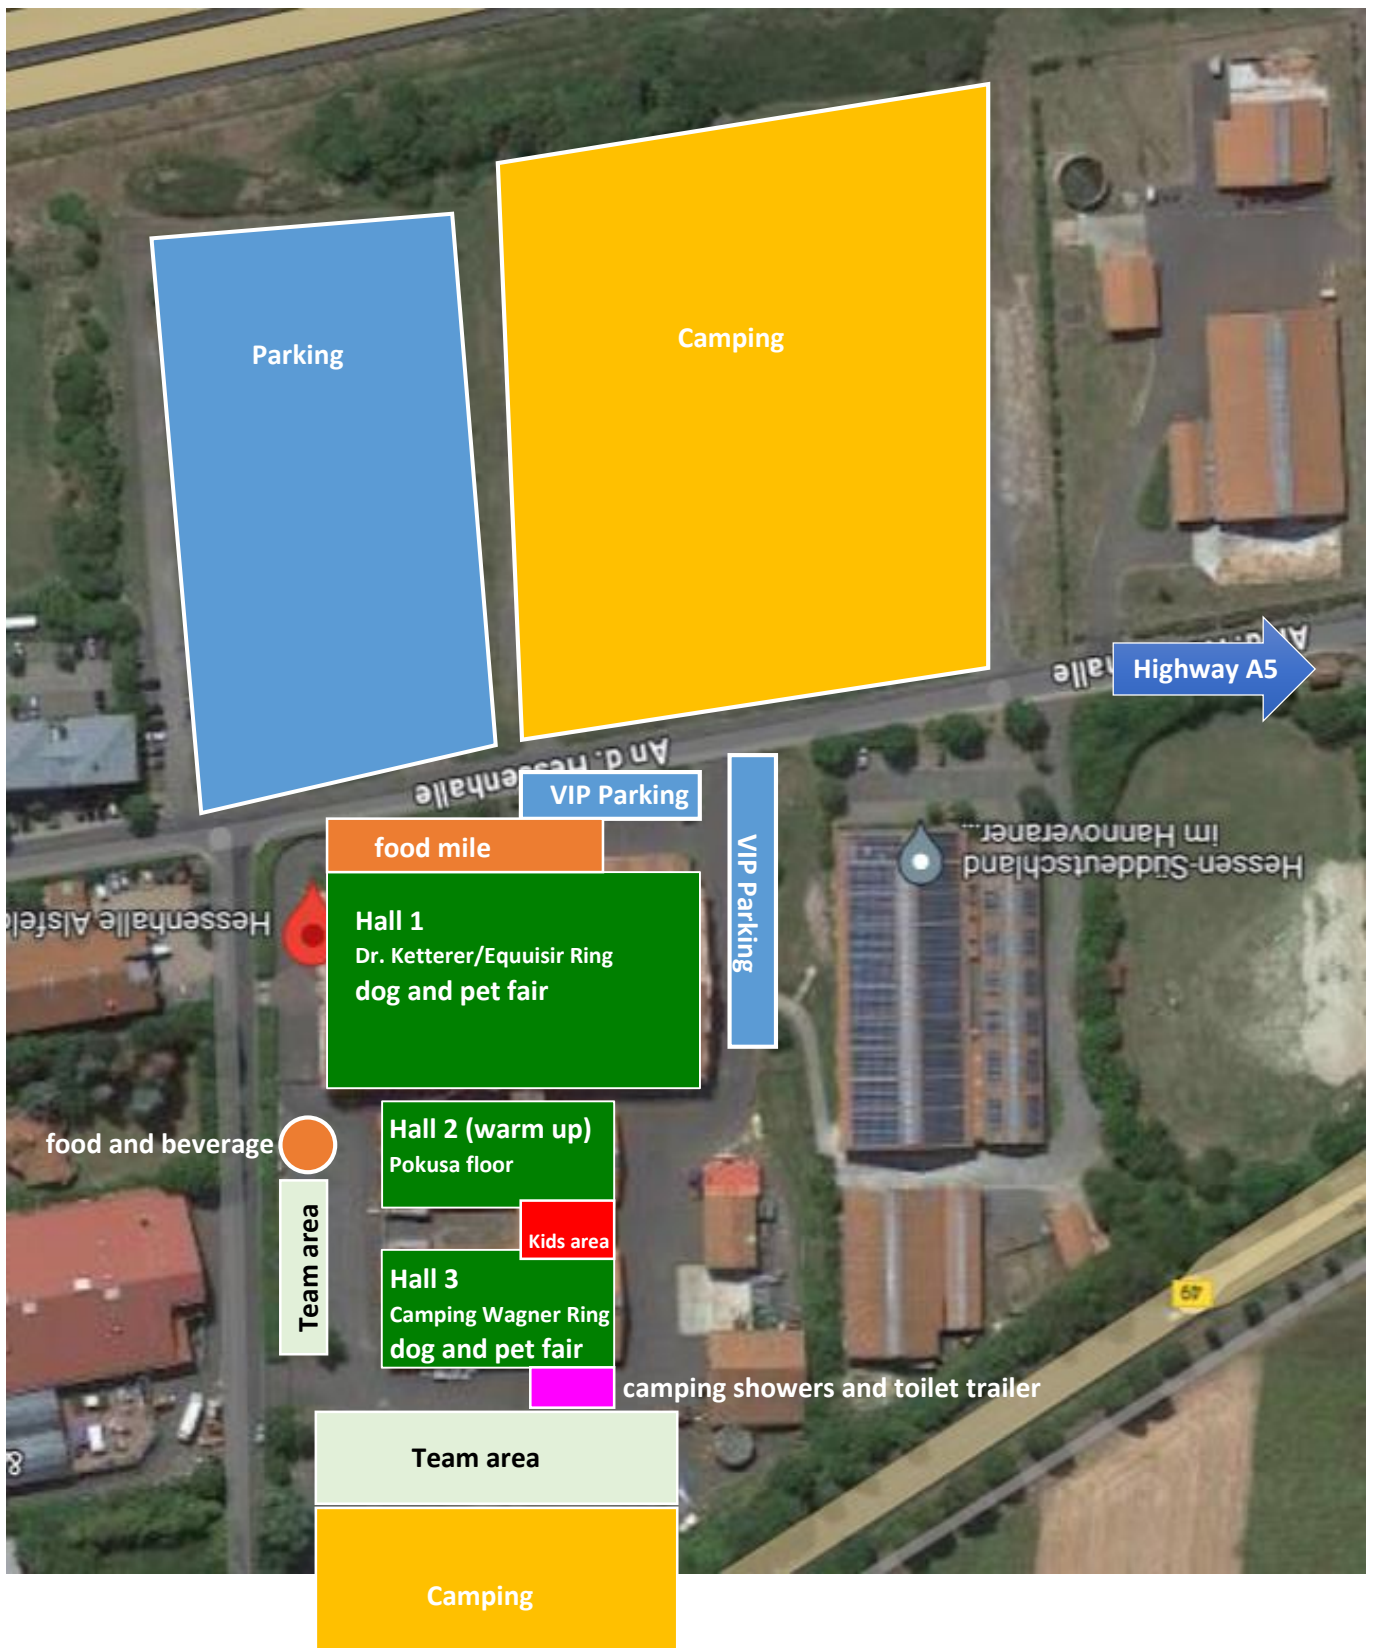 Parking
Camping
An d. Hessenhalle
Highway A5
An d. Hessenhalle
VIP Parking
VIP Parking
food mile
Hessen-Süddeutschland
im Hannoveraner...
Hessenhalle Alsfeld
Hall 1
Dr. Ketterer/Equuisir Ring
dog and pet fair
Hall 2 (warm up)
Pokusa floor
food and beverage
Team area
Kids area
Hall 3
Camping Wagner Ring
dog and pet fair
camping showers and toilet trailer
Team area
&
Camping